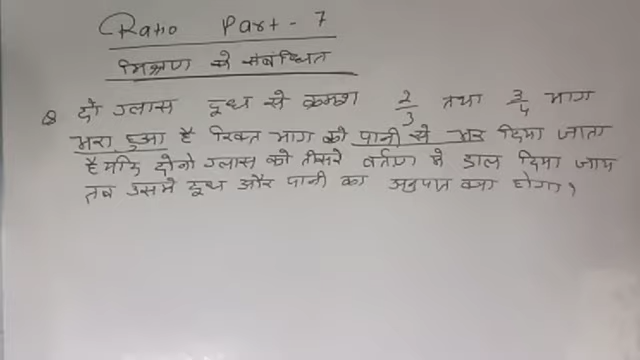 Ratio Part - 7
मिश्रण से संबंधित
Q दो ग्लास दूध से क्रमश 2/3 तथा 3/4 भाग
भरा हुआ है रिक्त भाग को पानी से भर दिया जाता
है यदि दोनो ग्लास को तीसरे बर्तण मे डाल दिया जाय
तब उसमे दूध और पानी का अनुपात क्या होगा?